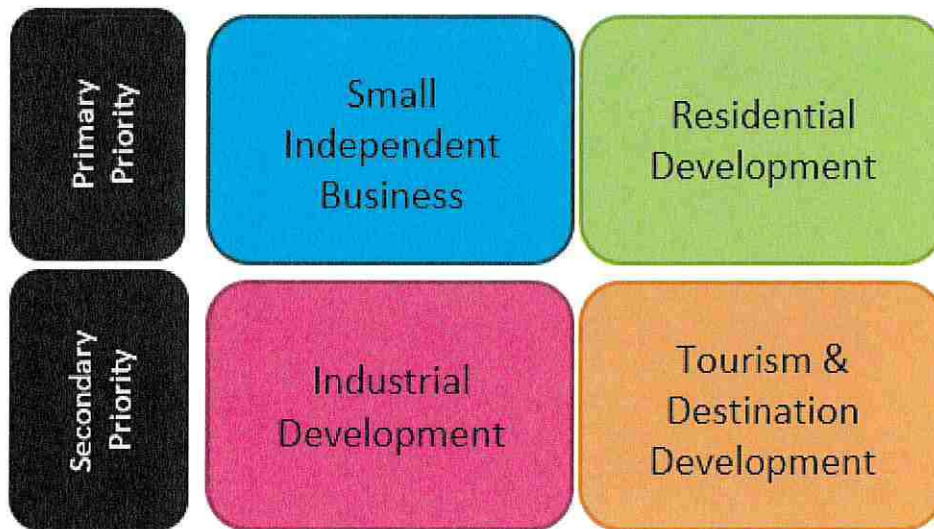 Primary
Priority
Small
Independent
Business
Residential
Development
Secondary
Priority
Industrial
Development
Tourism &
Destination
Development